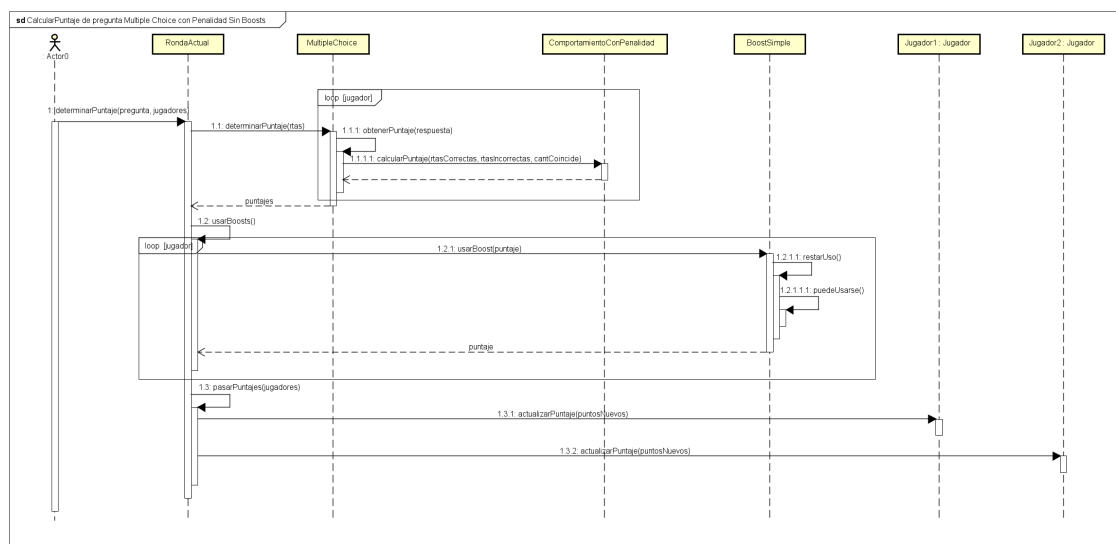 sd CalcularPuntaje de pregunta Multiple Choice con Penalidad Sin Boosts
: Actor0
RondaActual
MultipleChoice
ComportamientoConPenalidad
BoostSimple
Jugador1 : Jugador
Jugador2 : Jugador
loop [jugador]
1: determinarPuntaje(pregunta, jugadores)
1.1: determinarPuntaje(rtas)
1.1.1: obtenerPuntaje(respuesta)
1.1.1.1: calcularPuntaje(rtasCorrectas, rtasIncorrectas, cantCoincide)
puntajes
1.2: usarBoosts()
loop [jugador]
1.2.1: usarBoost(puntaje)
1.2.1.1: restarUso()
1.2.1.1.1: puedeUsarse()
puntaje
1.3: pasarPuntajes(jugadores)
1.3.1: actualizarPuntaje(puntosNuevos)
1.3.2: actualizarPuntaje(puntosNuevos)